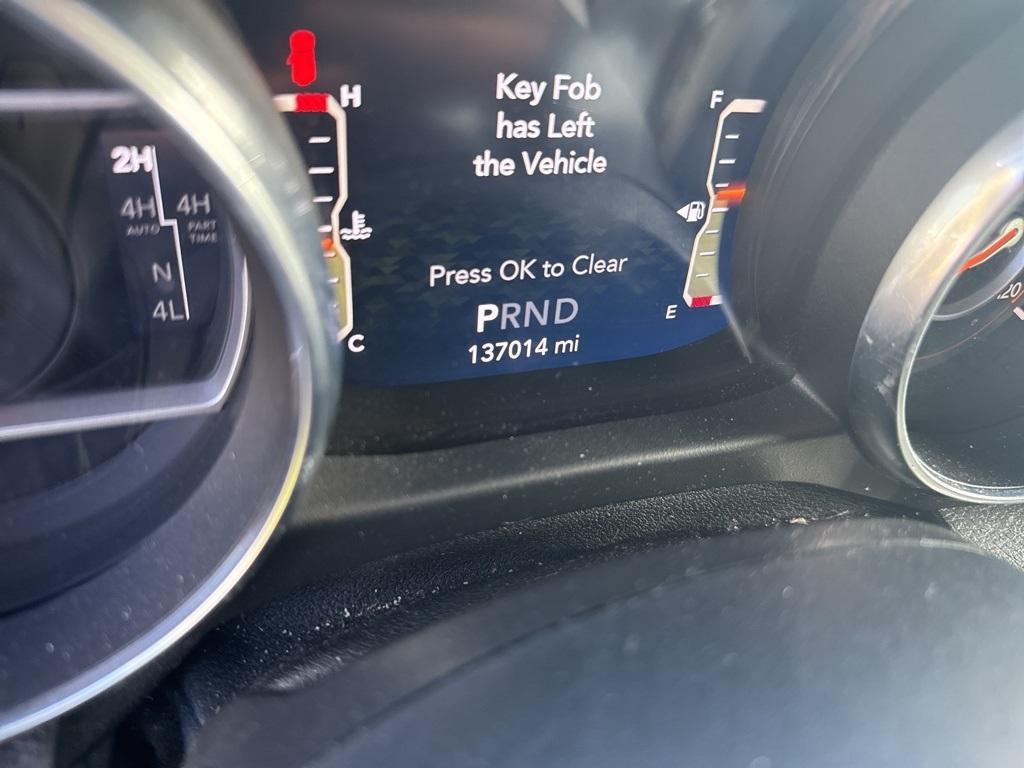 2H
4H 4H
AUTO PART
TIME
N
4L
H
C
Key Fob
has Left
the Vehicle
Press OK to Clear
PRND
137014 mi
F
E
120